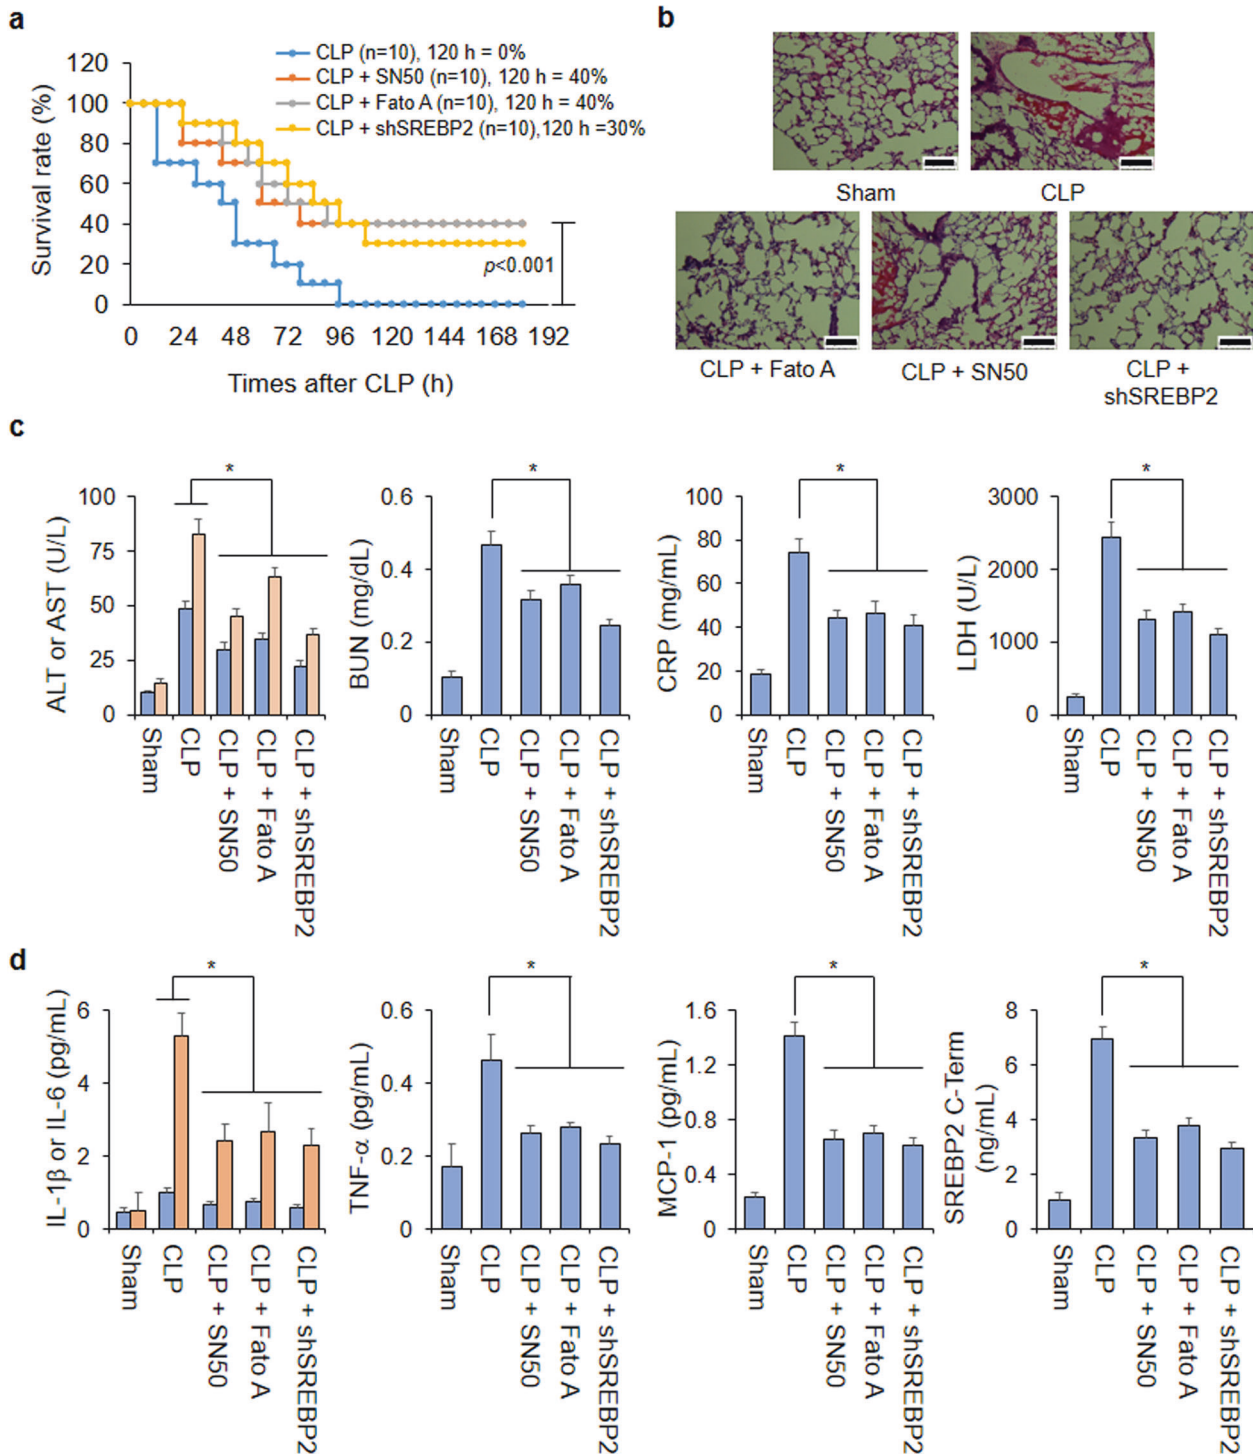 a
CLP (n=10), 120 h = 0%
CLP + SN50 (n=10), 120 h = 40%
CLP + Fato A (n=10), 120 h = 40%
CLP + shSREBP2 (n=10),120 h =30%
Survival rate (%)
120
100
80
60
40
20
0
p<0.001
0 24 48 72 96 120 144 168 192
Times after CLP (h)
b
Sham
CLP
CLP + Fato A
CLP + SN50
CLP +
shSREBP2
c
ALT or AST (U/L)
100
75
50
25
0
*
Sham
CLP
CLP + SN50
CLP + Fato A
CLP + shSREBP2
BUN (mg/dL)
0.6
0.4
0.2
0
*
Sham
CLP
CLP + SN50
CLP + Fato A
CLP + shSREBP2
CRP (mg/mL)
100
80
60
40
20
0
*
Sham
CLP
CLP + SN50
CLP + Fato A
CLP + shSREBP2
LDH (U/L)
3000
2000
1000
0
*
Sham
CLP
CLP + SN50
CLP + Fato A
CLP + shSREBP2
d
IL-1β or IL-6 (pg/mL)
6
4
2
0
*
Sham
CLP
CLP + SN50
CLP + Fato A
CLP + shSREBP2
TNF-α (pg/mL)
0.6
0.4
0.2
0
*
Sham
CLP
CLP + SN50
CLP + Fato A
CLP + shSREBP2
MCP-1 (pg/mL)
1.6
1.2
0.8
0.4
0
*
Sham
CLP
CLP + SN50
CLP + Fato A
CLP + shSREBP2
SREBP2 C-Term
(ng/mL)
8
6
4
2
0
*
Sham
CLP
CLP + SN50
CLP + Fato A
CLP + shSREBP2